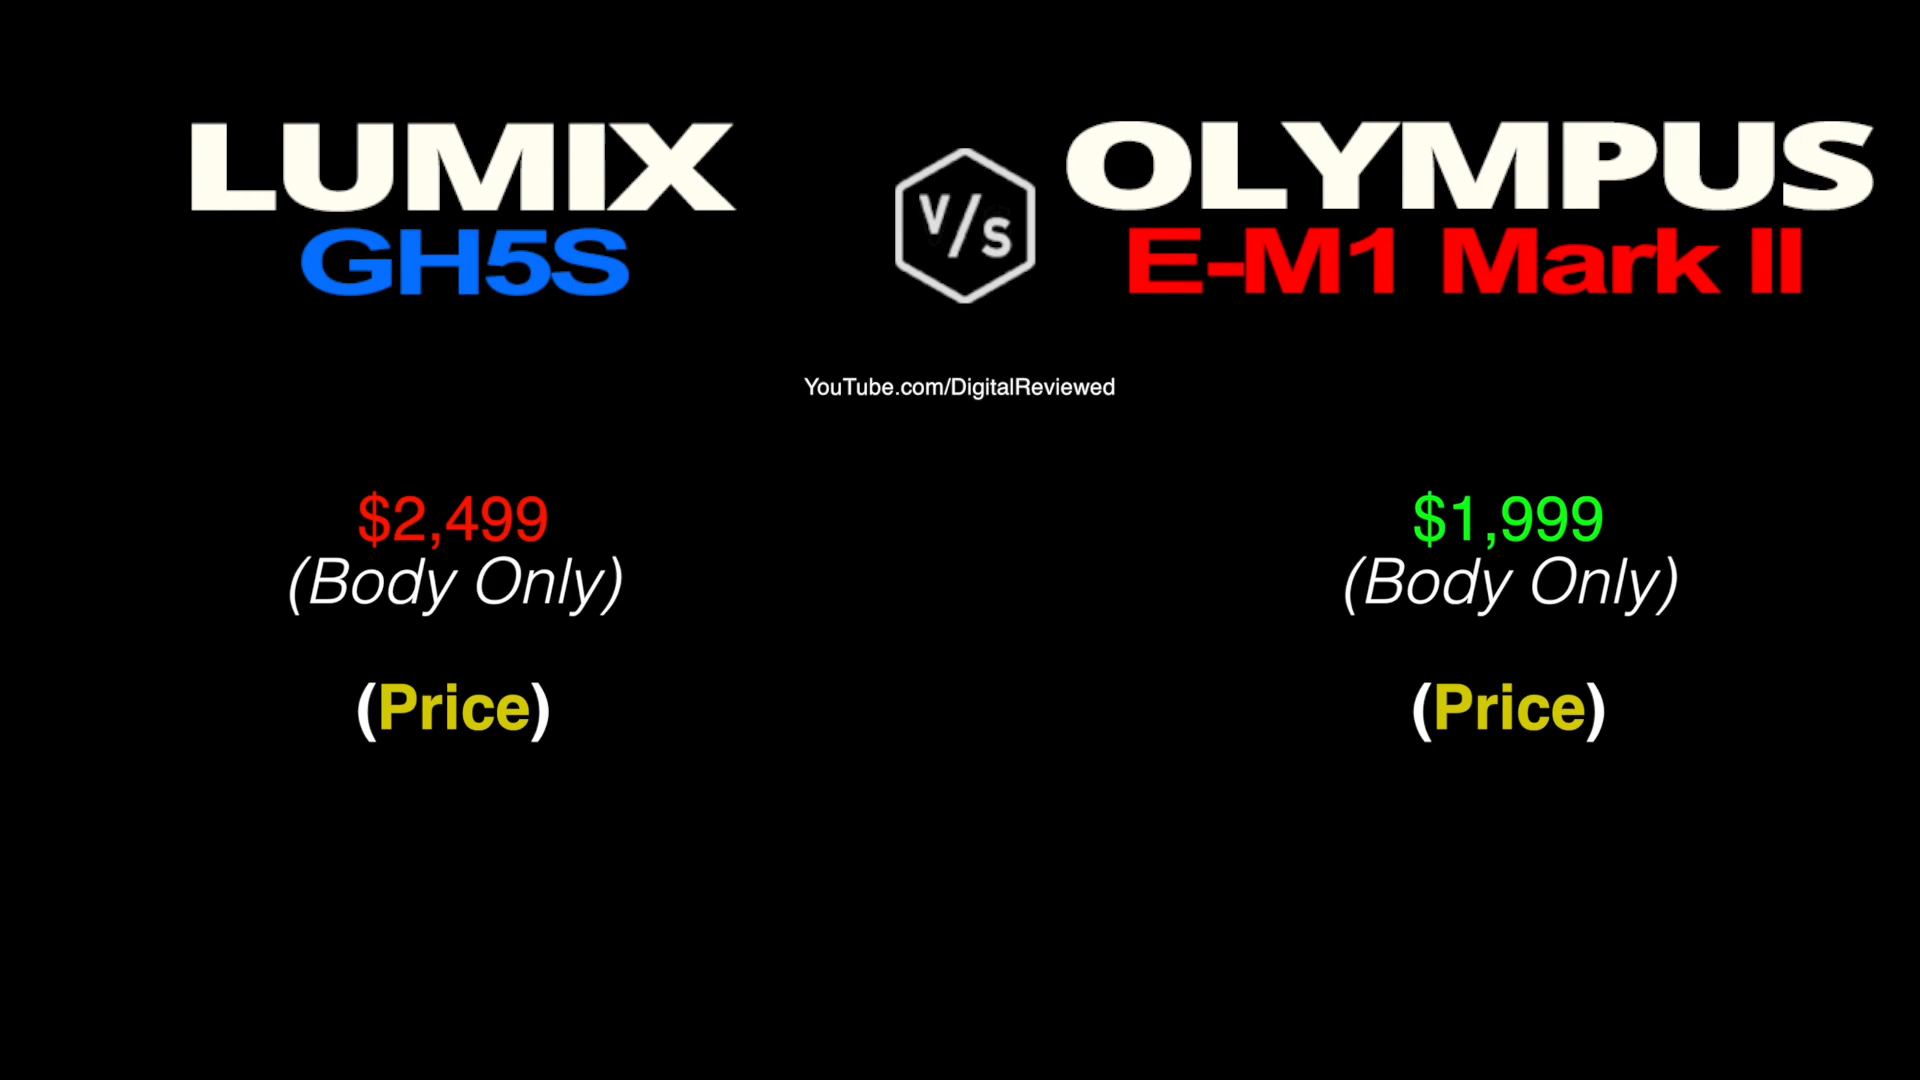 LUMIX
GH5S
V/S
OLYMPUS
E-M1 Mark II
YouTube.com/DigitalReviewed
$2,499
(Body Only)
(Price)
$1,999
(Body Only)
(Price)